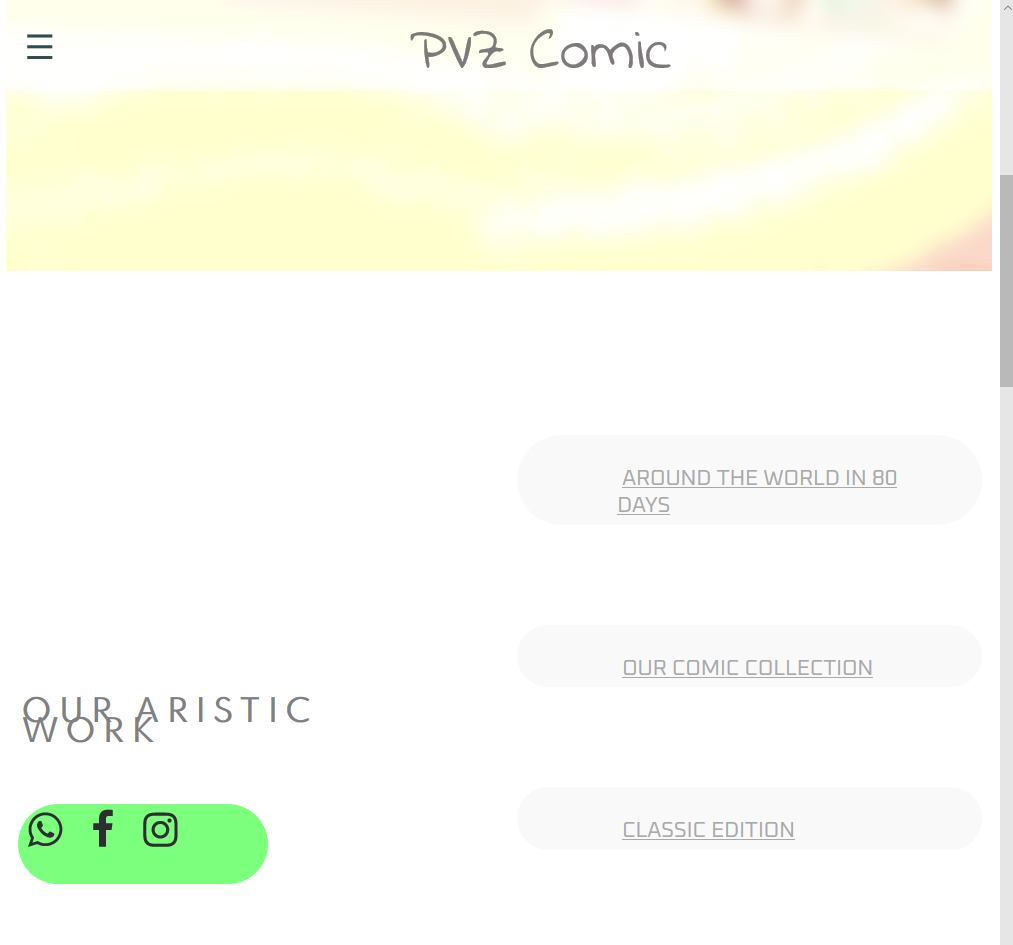 PVZ Comic
AROUND THE WORLD IN 80
DAYS
OUR COMIC COLLECTION
OUR ARISTIC
WORK
CLASSIC EDITION